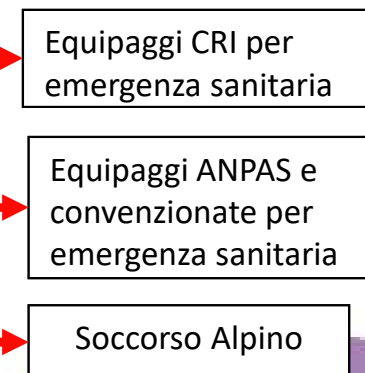 Equipaggi CRI per
emergenza sanitaria
Equipaggi ANPAS e
convenzionate per
emergenza sanitaria
Soccorso Alpino